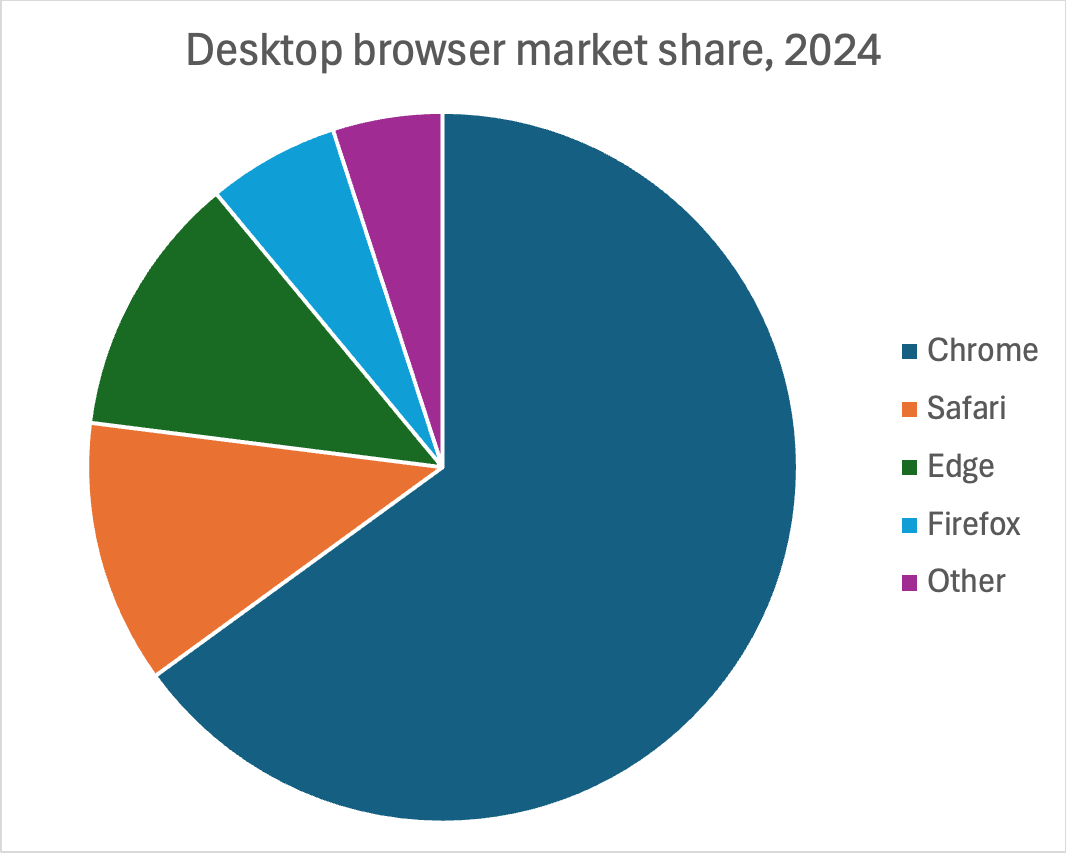 Desktop browser market share, 2024
Chrome
Safari
Edge
Firefox
Other